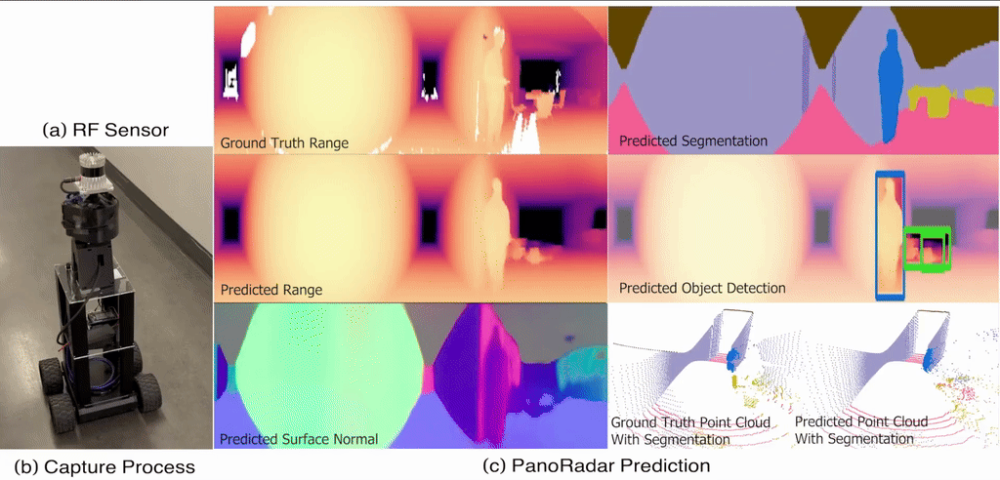 (a) RF Sensor
(b) Capture Process
Ground Truth Range
Predicted Segmentation
Predicted Range
Predicted Object Detection
Predicted Surface Normal
Ground Truth Point Cloud
With Segmentation
Predicted Point Cloud
With Segmentation
(c) PanoRadar Prediction